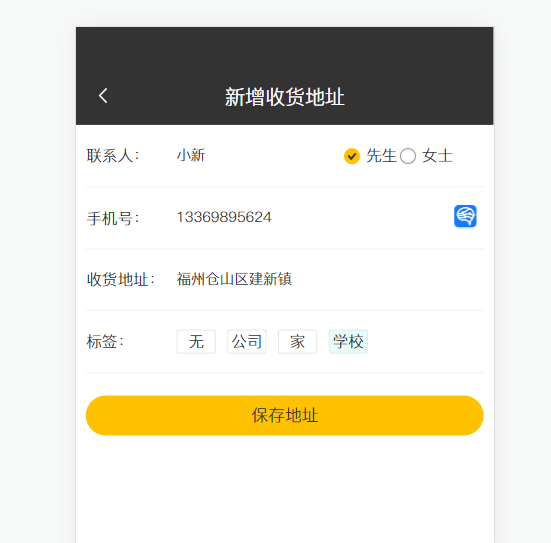 新增收货地址
联系人： 小新 先生 女士
手机号： 13369895624
收货地址： 福州仓山区建新镇
标签： 无 公司 家 学校
保存地址